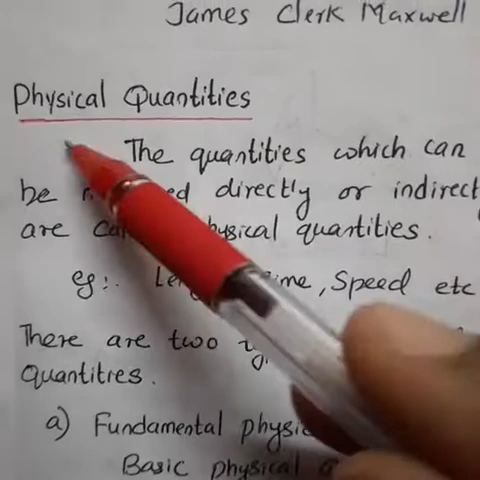 James Clerk Maxwell
Physical Quantities
The quantities which can
be directly or indirect
are physical quantities.
eg:. Speed etc
There are two
quantities.
a) Fundamental
Basic physical